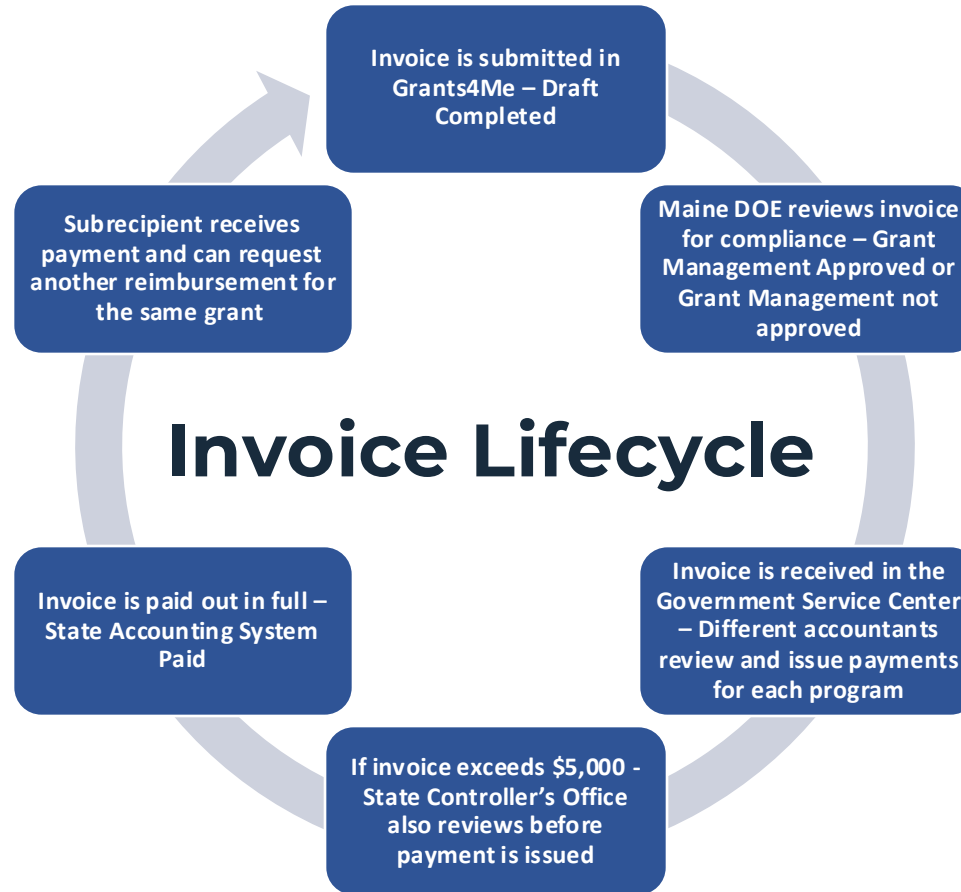 Invoice is submitted in
Grants4Me – Draft
Completed
Maine DOE reviews invoice
for compliance – Grant
Management Approved or
Grant Management not
approved
Invoice is received in the
Government Service Center
– Different accountants
review and issue payments
for each program
If invoice exceeds $5,000 -
State Controller's Office
also reviews before
payment is issued
Invoice is paid out in full –
State Accounting System
Paid
Subrecipient receives
payment and can request
another reimbursement for
the same grant
Invoice Lifecycle